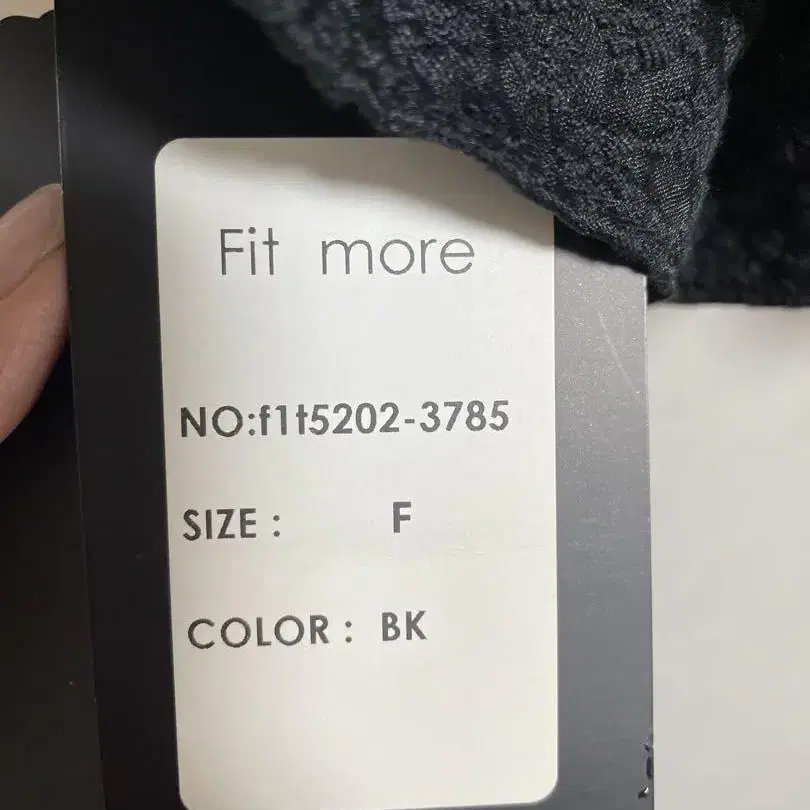 Fit more
NO:f1t5202-3785
SIZE : F
COLOR : BK